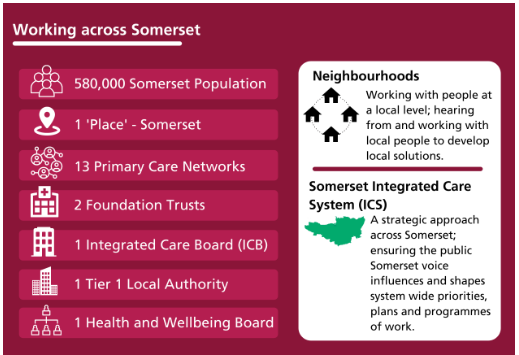 Working across Somerset
580,000 Somerset Population
1 'Place' - Somerset
13 Primary Care Networks
2 Foundation Trusts
1 Integrated Care Board (ICB)
1 Tier 1 Local Authority
1 Health and Wellbeing Board
Neighbourhoods
Working with people at
a local level; hearing
from and working with
local people to develop
local solutions.
Somerset Integrated Care
System (ICS)
A strategic approach
across Somerset;
ensuring the public
Somerset voice
influences and shapes
system wide priorities,
plans and programmes
of work.